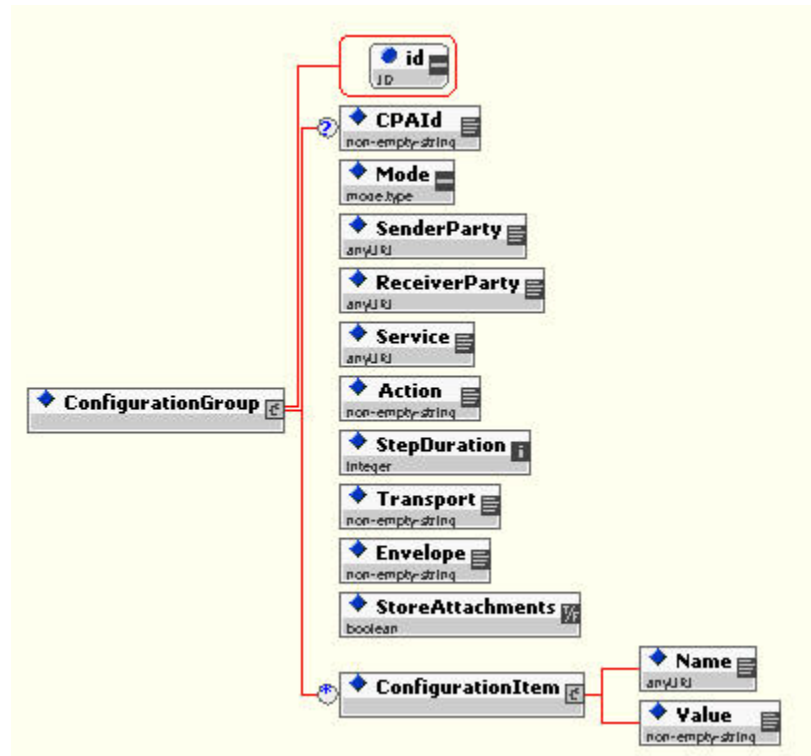 id
ID
?
CPAId
non-empty-string
Mode
mode.type
SenderParty
anyURI
ReceiverParty
anyURI
Service
anyURI
ConfigurationGroup
Action
non-empty-string
StepDuration
integer
Transport
non-empty-string
Envelope
non-empty-string
StoreAttachments
T/F
boolean
*
ConfigurationItem
Name
anyURI
Value
non-empty-string